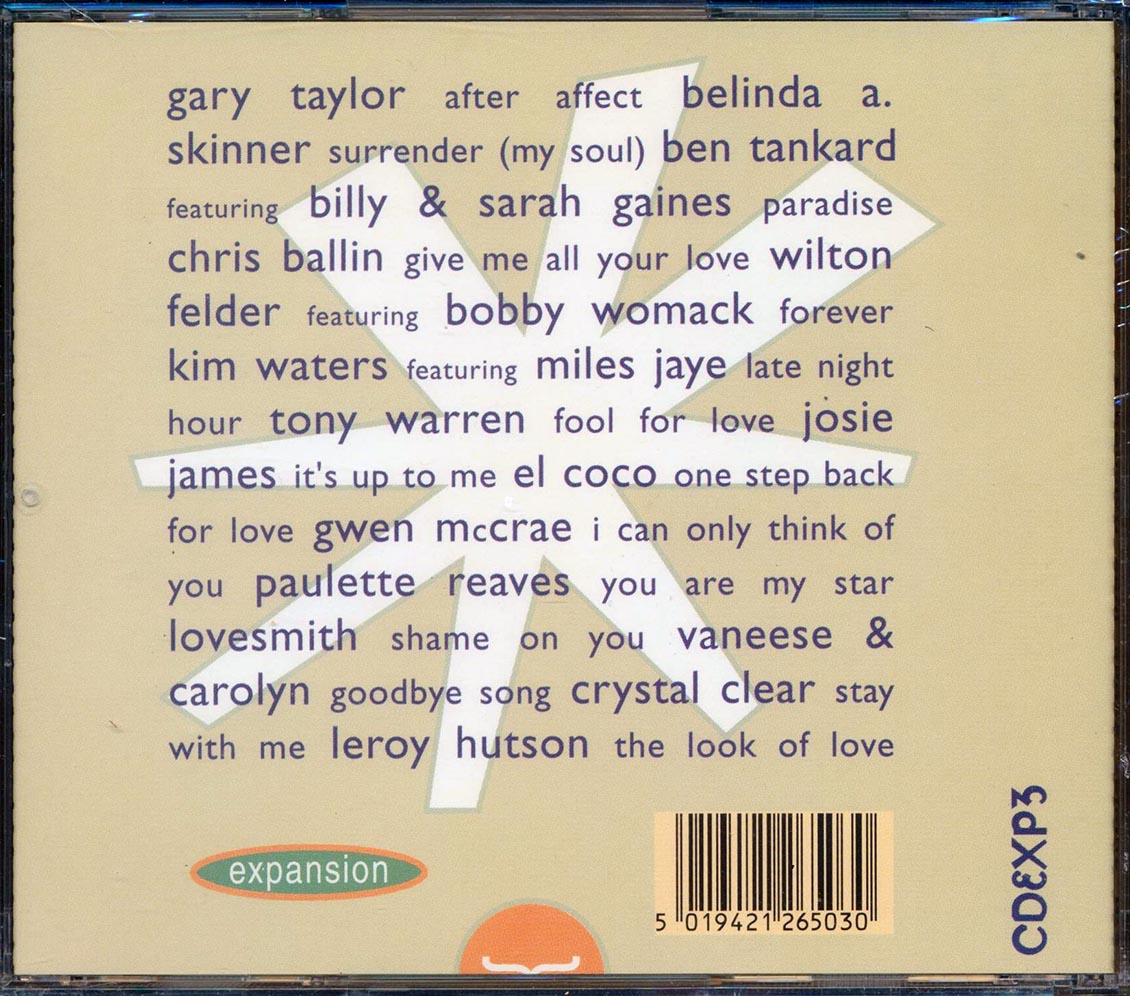 gary taylor after affect belinda a.
skinner surrender (my soul) ben tankard
featuring billy & sarah gaines paradise
chris ballin give me all your love wilton
felder featuring bobby womack forever
kim waters featuring miles jaye late night
hour tony warren fool for love josie
james it's up to me el coco one step back
for love gwen mccrae i can only think of
you paulette reaves you are my star
lovesmith shame on you vaneese &
carolyn goodbye song crystal clear stay
with me leroy hutson the look of love
expansion
5 019421 265030
CDEXP3